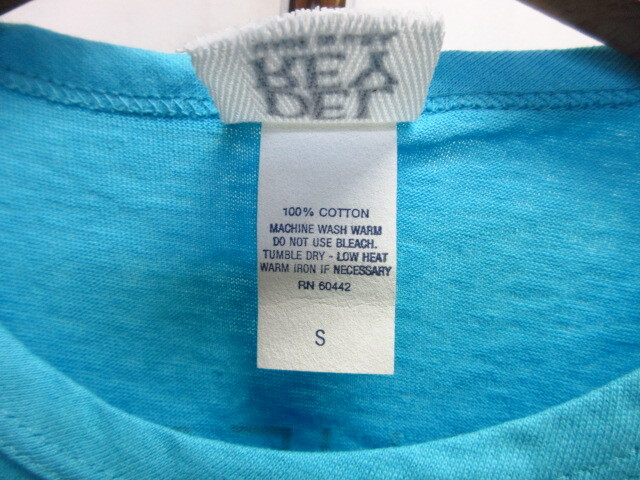 100% COTTON
MACHINE WASH WARM
DO NOT USE BLEACH.
TUMBLE DRY - LOW HEAT
WARM IRON IF NECESSARY
RN 60442
S